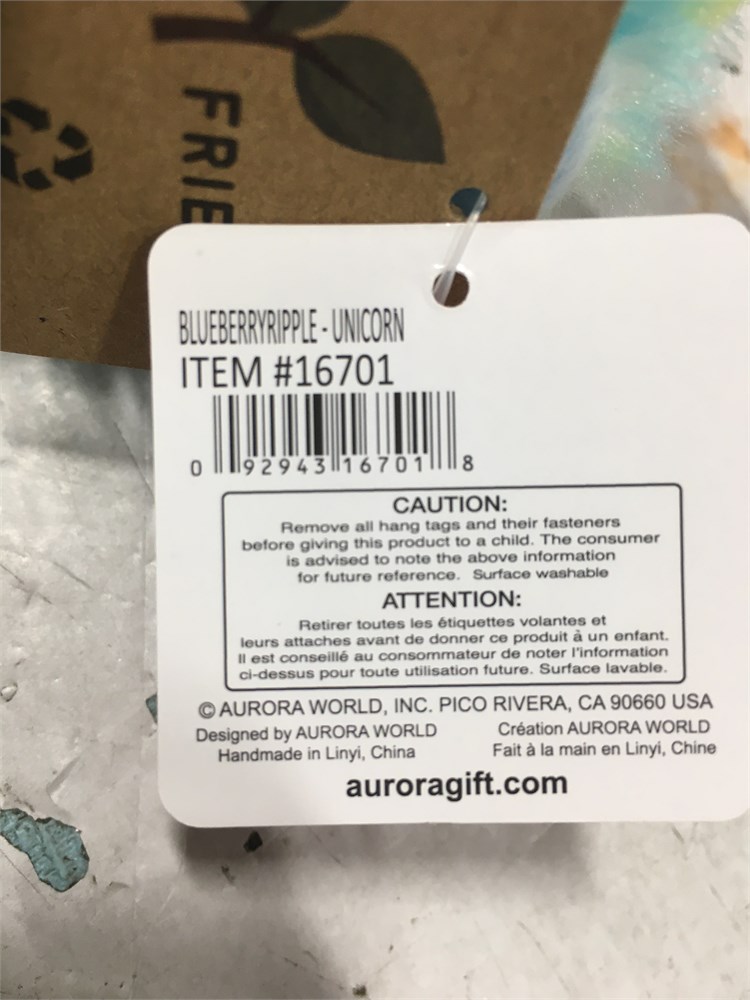 FRIE
BLUEBERRYRIPPLE - UNICORN
ITEM #16701
0 92943 16701 8
CAUTION:
Remove all hang tags and their fasteners
before giving this product to a child. The consumer
is advised to note the above information
for future reference. Surface washable
ATTENTION:
Retirer toutes les étiquettes volantes et
leurs attaches avant de donner ce produit à un enfant.
Il est conseillé au consommateur de noter l'information
ci-dessus pour toute utilisation future. Surface lavable.
© AURORA WORLD, INC. PICO RIVERA, CA 90660 USA
Designed by AURORA WORLD
Handmade in Linyi, China
Création AURORA WORLD
Fait à la main en Linyi, Chine
auroragift.com